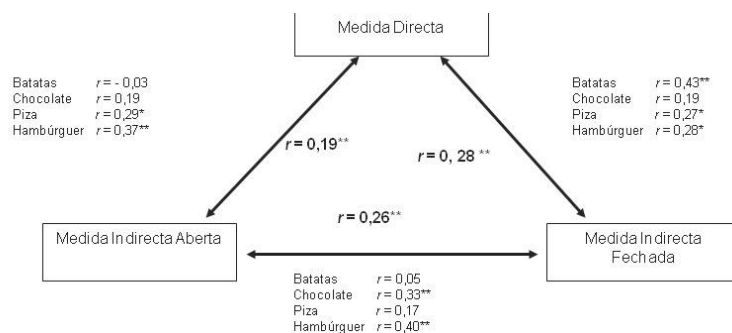 Medida Directa
Batatas r = - 0,03
Chocolate r = 0,19
Piza r = 0,29*
Hambúrguer r = 0,37**
Batatas r = 0,43**
Chocolate r = 0,19
Piza r = 0,27*
Hambúrguer r = 0,28*
r = 0,19**
r = 0, 28 **
r = 0,26**
Medida Indirecta Aberta
Medida Indirecta
Fechada
Batatas r = 0,05
Chocolate r = 0,33**
Piza r = 0,17
Hambúrguer r = 0,40**